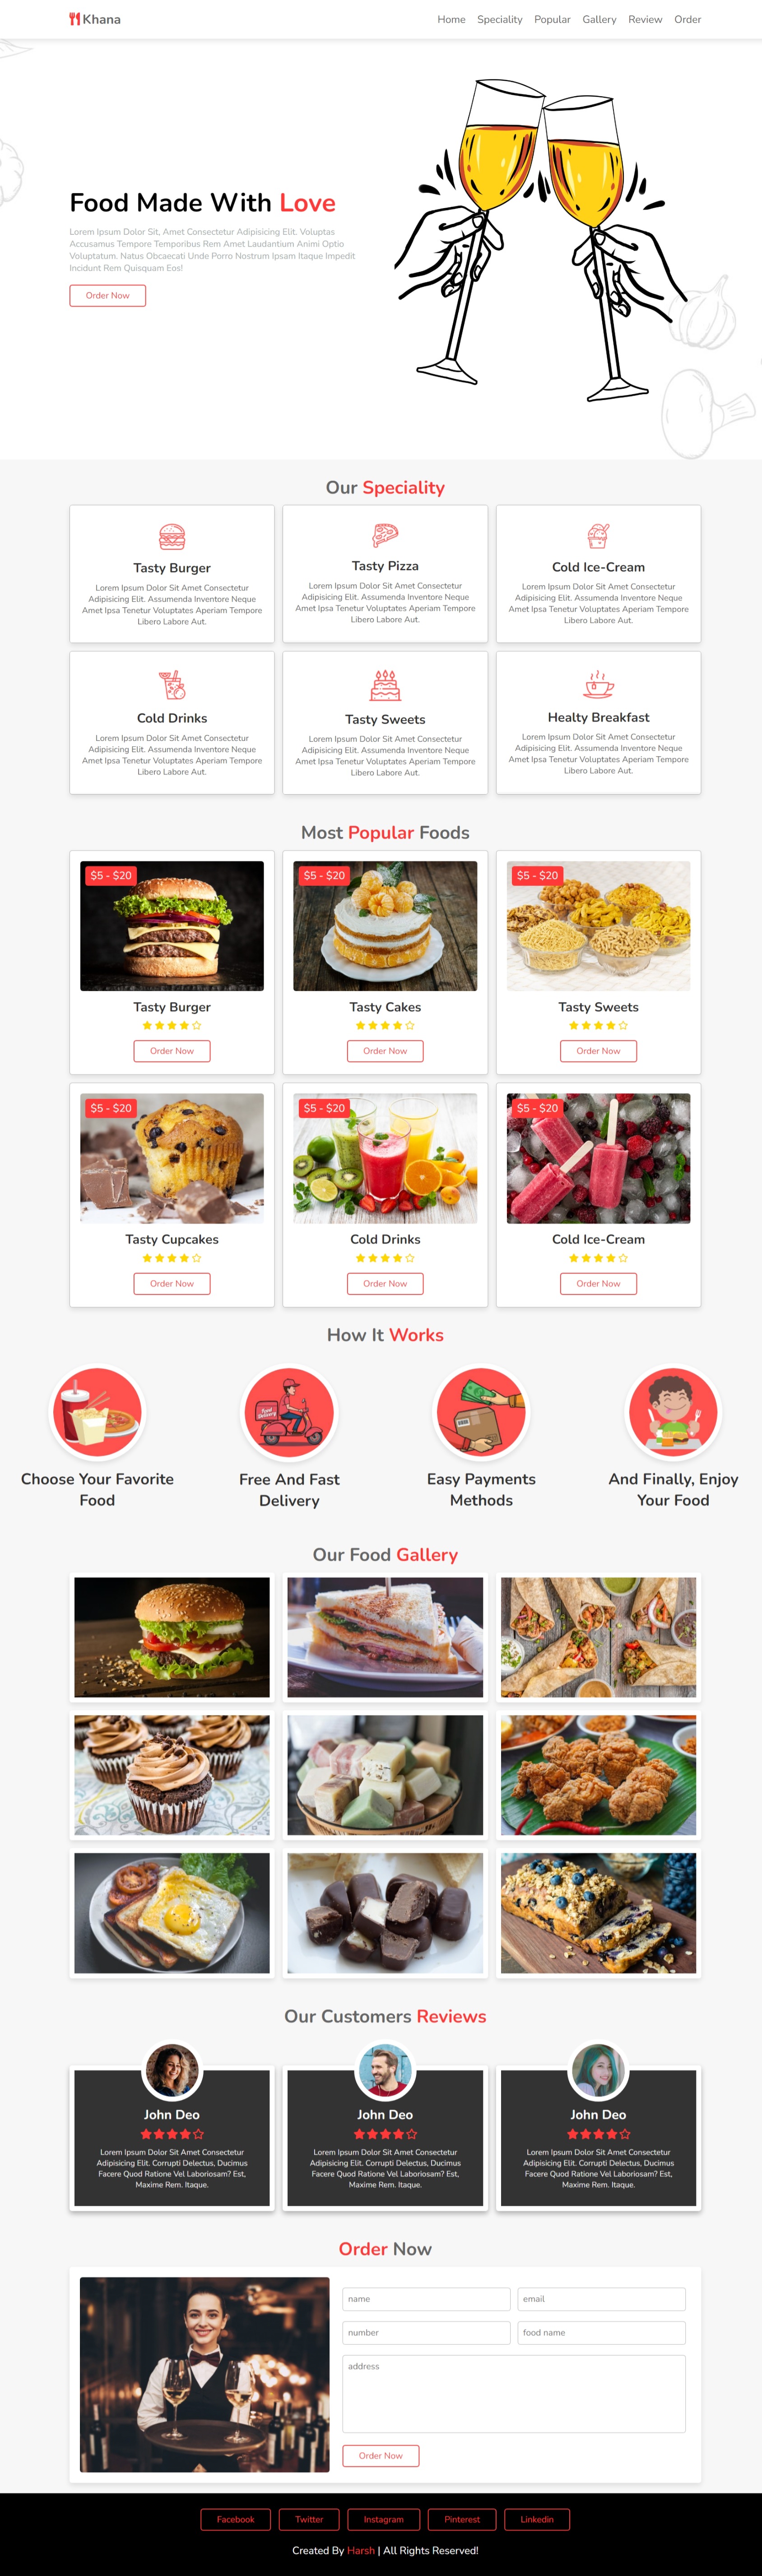 Khana
Home Speciality Popular Gallery Review Order
Food Made With Love
Lorem Ipsum Dolor Sit, Amet Consectetur Adipisicing Elit. Voluptas
Accusamus Tempore Temporibus Rem Amet Laudantium Animi Optio
Voluptatum, Natus Obcaecati Unde Porro Nostrum Ipsam Itaque Impedit
Incidunt Rem Quisquam Eos!
Order Now
Our Speciality
Tasty Burger
Lorem Ipsum Dolor Sit Amet Consectetur
Adipisicing Elit. Assumenda Inventore Neque
Amet Ipsa Tenetur Voluptates Aperiam Tempore
Libero Labore Aut.
Tasty Pizza
Lorem Ipsum Dolor Sit Amet Consectetur
Adipisicing Elit. Assumenda Inventore Neque
Amet Ipsa Tenetur Voluptates Aperiam Tempore
Libero Labore Aut.
Cold Ice-Cream
Lorem Ipsum Dolor Sit Amet Consectetur
Adipisicing Elit. Assumenda Inventore Neque
Amet Ipsa Tenetur Voluptates Aperiam Tempore
Libero Labore Aut.
Cold Drinks
Lorem Ipsum Dolor Sit Amet Consectetur
Adipisicing Elit. Assumenda Inventore Neque
Amet Ipsa Tenetur Voluptates Aperiam Tempore
Libero Labore Aut.
Tasty Sweets
Lorem Ipsum Dolor Sit Amet Consectetur
Adipisicing Elit. Assumenda Inventore Neque
Amet Ipsa Tenetur Voluptates Aperiam Tempore
Libero Labore Aut.
Healty Breakfast
Lorem Ipsum Dolor Sit Amet Consectetur
Adipisicing Elit. Assumenda Inventore Neque
Amet Ipsa Tenetur Voluptates Aperiam Tempore
Libero Labore Aut.
Most Popular Foods
$5 - $20
Tasty Burger
Order Now
$5 - $20
Tasty Cakes
Order Now
$5 - $20
Tasty Sweets
Order Now
$5 - $20
Tasty Cupcakes
Order Now
$5 - $20
Cold Drinks
Order Now
$5 - $20
Cold Ice-Cream
Order Now
How It Works
Choose Your Favorite
Food
Food
Delivery
Free And Fast
Delivery
Easy Payments
Methods
And Finally, Enjoy
Your Food
Our Food Gallery
Our Customers Reviews
John Deo
Lorem Ipsum Dolor Sit Amet Consectetur
Adipisicing Elit. Corrupti Delectus, Ducimus
Facere Quod Ratione Vel Laboriosam? Est,
Maxime Rem. Itaque.
John Deo
Lorem Ipsum Dolor Sit Amet Consectetur
Adipisicing Elit. Corrupti Delectus, Ducimus
Facere Quod Ratione Vel Laboriosam? Est,
Maxime Rem. Itaque.
John Deo
Lorem Ipsum Dolor Sit Amet Consectetur
Adipisicing Elit. Corrupti Delectus, Ducimus
Facere Quod Ratione Vel Laboriosam? Est,
Maxime Rem. Itaque.
Order Now
name
email
number
food name
address
Order Now
Facebook Twitter Instagram Pinterest Linkedin
Created By Harsh | All Rights Reserved!